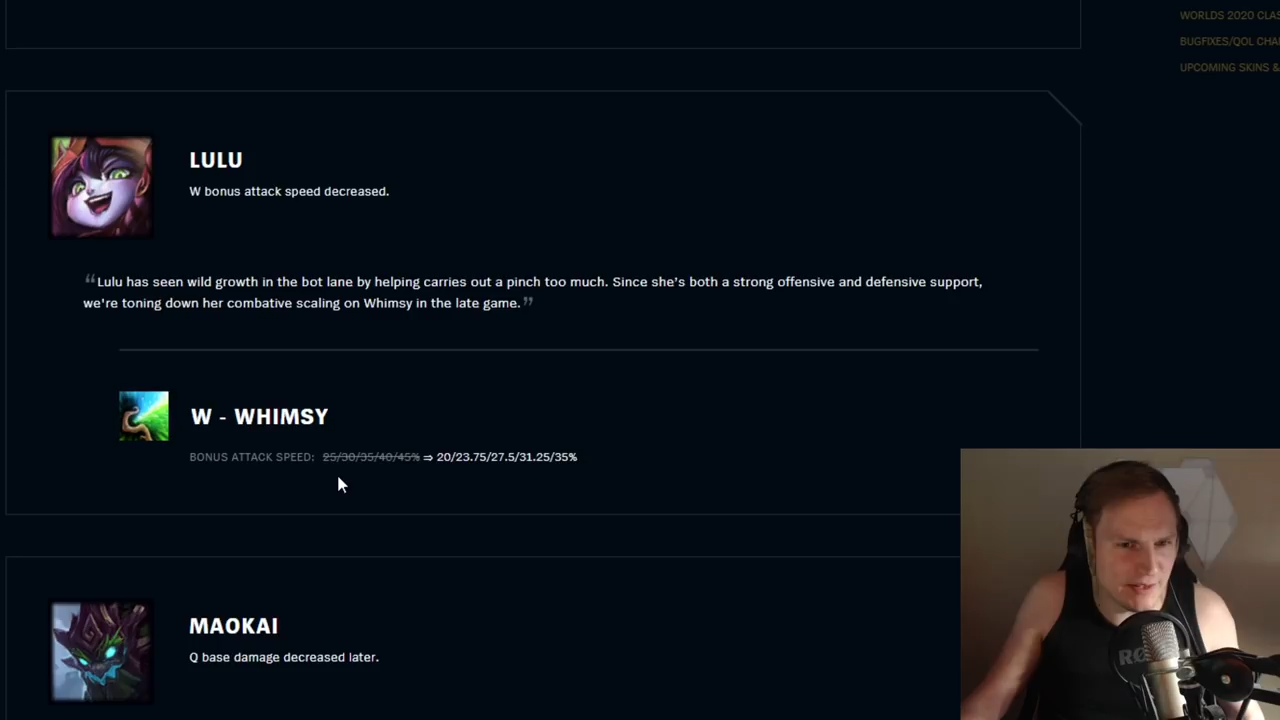 WORLDS 2020 CLAS
BUGFIXES/QOL CHA
UPCOMING SKINS &
LULU
W bonus attack speed decreased.
“Lulu has seen wild growth in the bot lane by helping carries out a pinch too much. Since she's both a strong offensive and defensive support,
we're toning down her combative scaling on Whimsy in the late game.”
W - WHIMSY
BONUS ATTACK SPEED: 25/30/35/40/45% ⇒ 20/23.75/27.5/31.25/35%
MAOKAI
Q base damage decreased later.